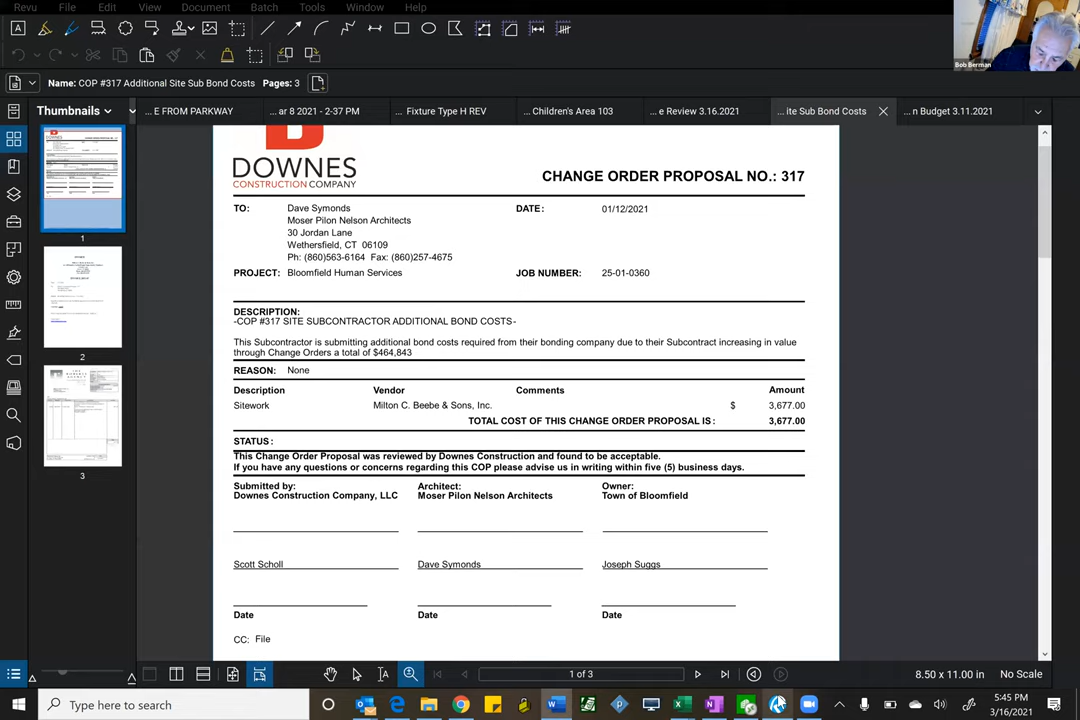 Revu File Edit View Document Batch Tools Window Help
Bob Berman
Name: COP #317 Additional Site Sub Bond Costs Pages: 3
Thumbnails
...E FROM PARKWAY
...ar 8 2021 - 2-37 PM
...Fixture Type H REV
...Children's Area 103
...e Review 3.16.2021
...ite Sub Bond Costs
...n Budget 3.11.2021
1
2
3
DOWNES
CONSTRUCTION COMPANY
CHANGE ORDER PROPOSAL NO.: 317
TO: Dave Symonds
Moser Pilon Nelson Architects
30 Jordan Lane
Wethersfield, CT 06109
Ph: (860)563-6164 Fax: (860)257-4675
DATE: 01/12/2021
PROJECT: Bloomfield Human Services
JOB NUMBER: 25-01-0360
DESCRIPTION:
-COP #317 SITE SUBCONTRACTOR ADDITIONAL BOND COSTS-
This Subcontractor is submitting additional bond costs required from their bonding company due to their Subcontract increasing in value
through Change Orders a total of $464,843
REASON: None
Description Vendor Comments Amount
Sitework Milton C. Beebe & Sons, Inc. $ 3,677.00
TOTAL COST OF THIS CHANGE ORDER PROPOSAL IS: 3,677.00
STATUS:
This Change Order Proposal was reviewed by Downes Construction and found to be acceptable.
If you have any questions or concerns regarding this COP please advise us in writing within five (5) business days.
Submitted by: Architect: Owner:
Downes Construction Company, LLC Moser Pilon Nelson Architects Town of Bloomfield
Scott Scholl Dave Symonds Joseph Suggs
Date Date Date
CC: File
1 of 3
8.50 x 11.00 in No Scale
Type here to search
5:45 PM
3/16/2021